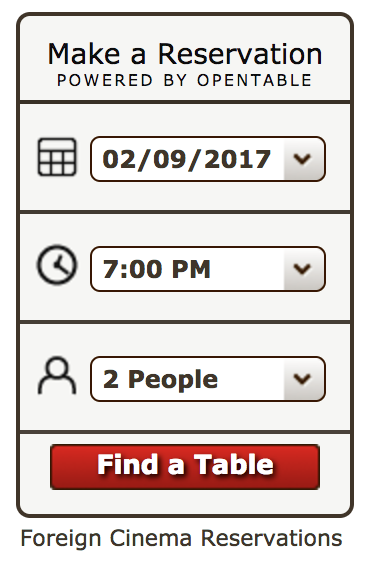 Make a Reservation
POWERED BY OPENTABLE
02/09/2017
7:00 PM
2 People
Find a Table
Foreign Cinema Reservations